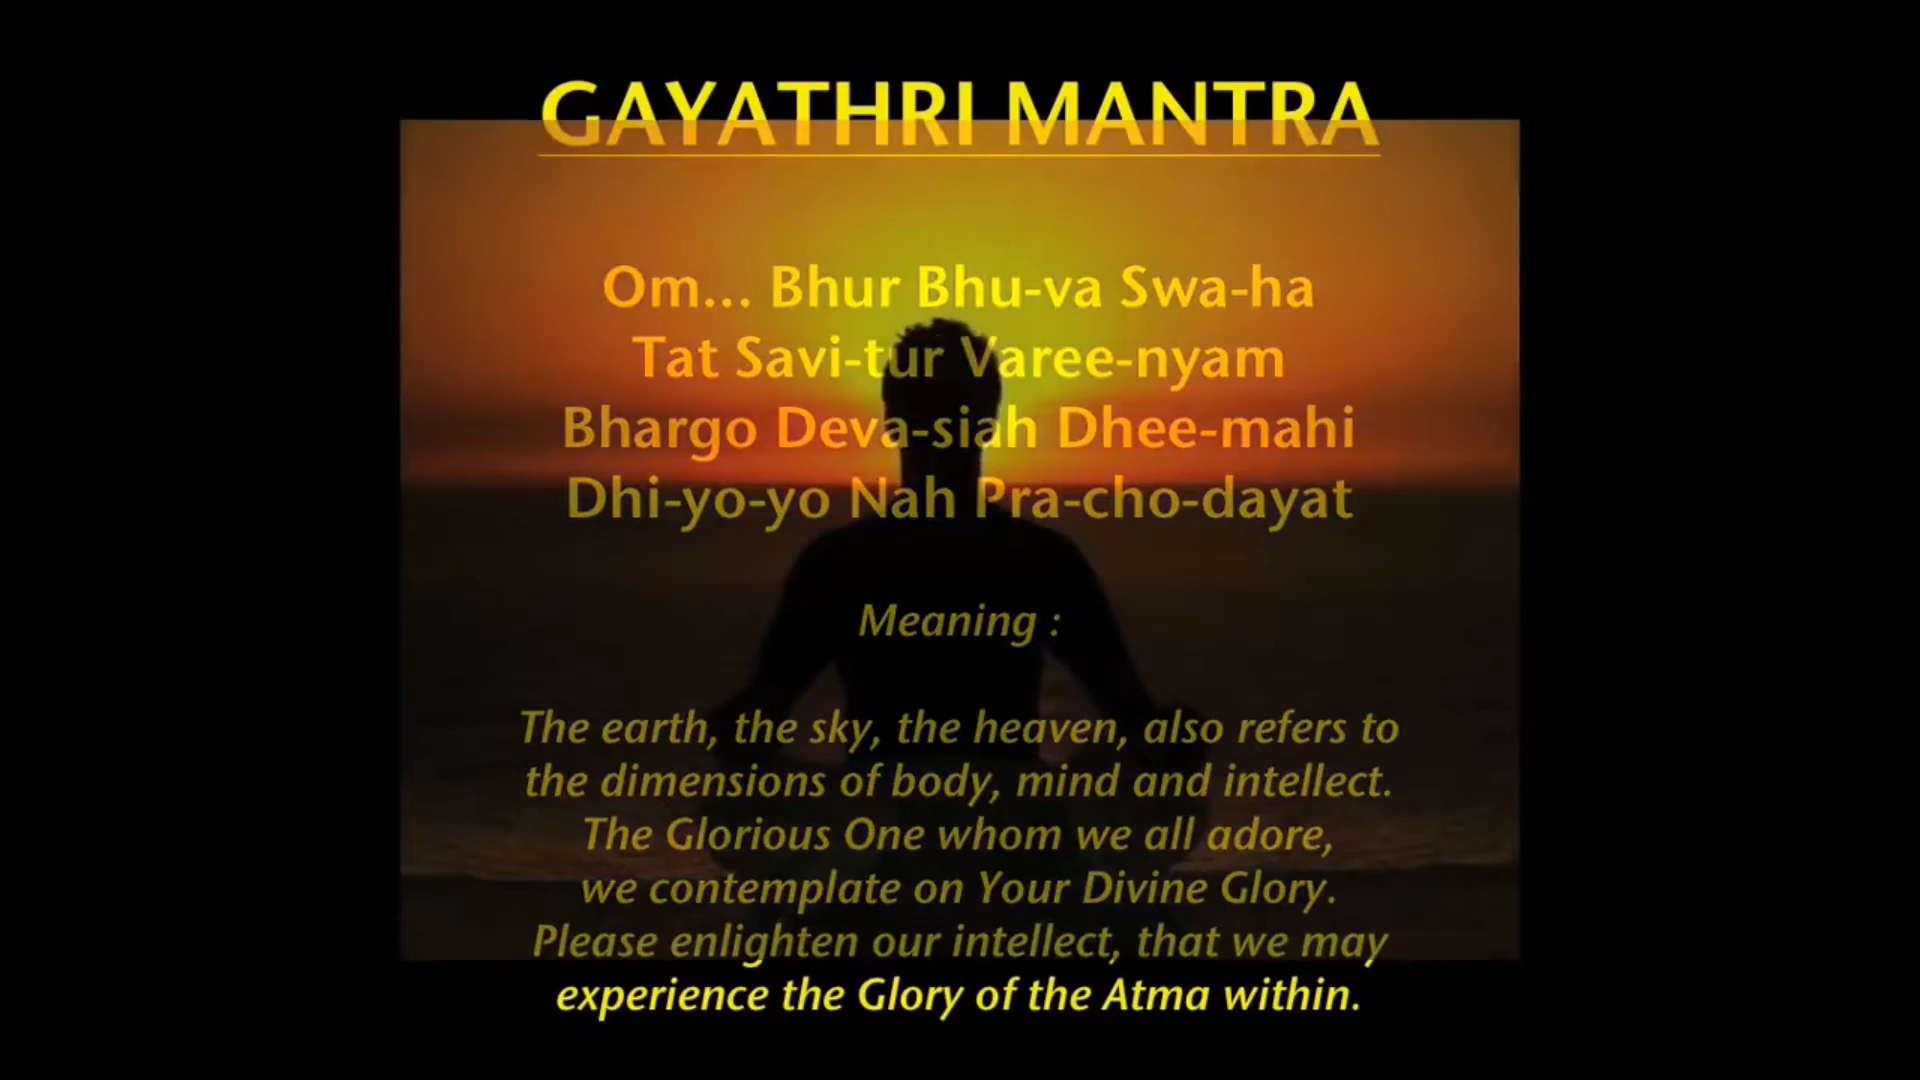 GAYATHRI MANTRA
Om... Bhur Bhu-va Swa-ha
Tat Savi-tur Varee-nyam
Bhargo Deva-siah Dhee-mahi
Dhi-yo-yo Nah Pra-cho-dayat
Meaning :
The earth, the sky, the heaven, also refers to
the dimensions of body, mind and intellect.
The Glorious One whom we all adore,
we contemplate on Your Divine Glory.
Please enlighten our intellect, that we may
experience the Glory of the Atma within.